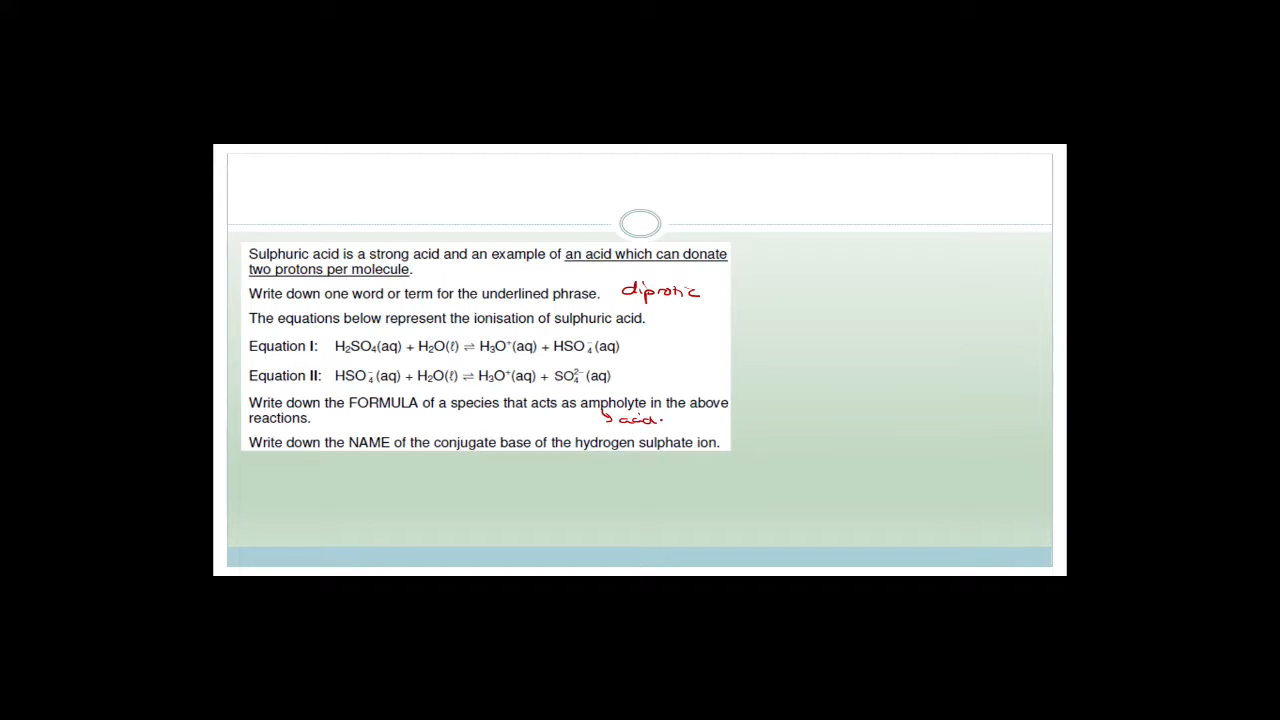 Sulphuric acid is a strong acid and an example of an acid which can donate
two protons per molecule.
Write down one word or term for the underlined phrase. diprotic
The equations below represent the ionisation of sulphuric acid.
Equation I: H₂SO₄(aq) + H₂O(ℓ) ⇌ H₃O⁺(aq) + HSO₄⁻(aq)
Equation II: HSO₄⁻(aq) + H₂O(ℓ) ⇌ H₃O⁺(aq) + SO₄²⁻(aq)
Write down the FORMULA of a species that acts as ampholyte in the above
reactions. ↳ acid.
Write down the NAME of the conjugate base of the hydrogen sulphate ion.